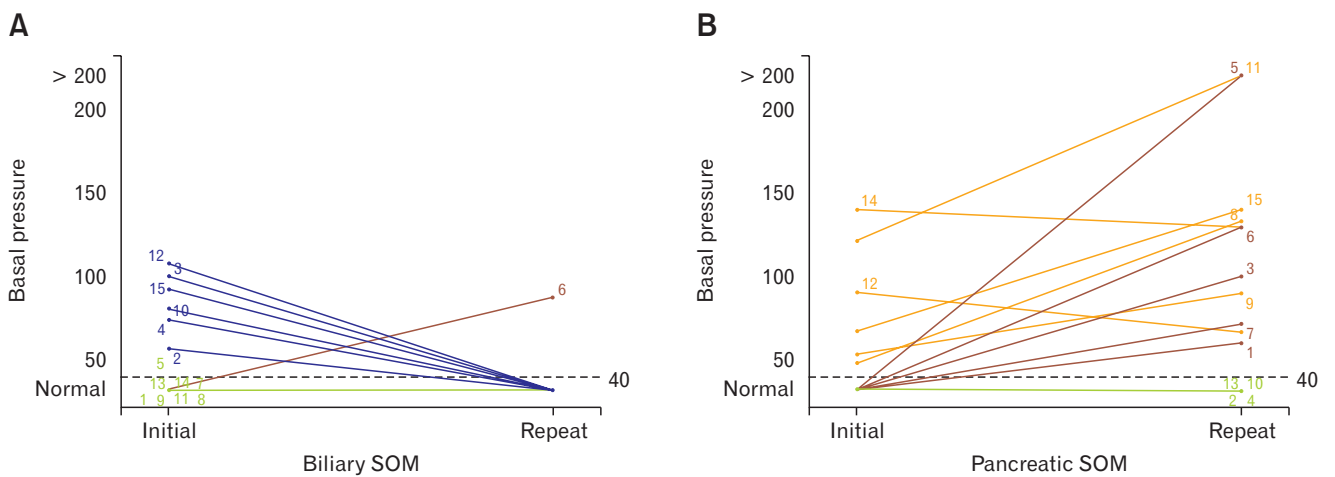 A
> 200
200
150
100
50
Normal
Basal pressure
12
3
15
10
4
2
5
13 14 7
1 9 11 8
6
40
Initial
Repeat
Biliary SOM
B
> 200
200
150
100
50
Normal
Basal pressure
14
12
5 11
15
8
6
3
9
7
1
13 10
2 4
40
Initial
Repeat
Pancreatic SOM